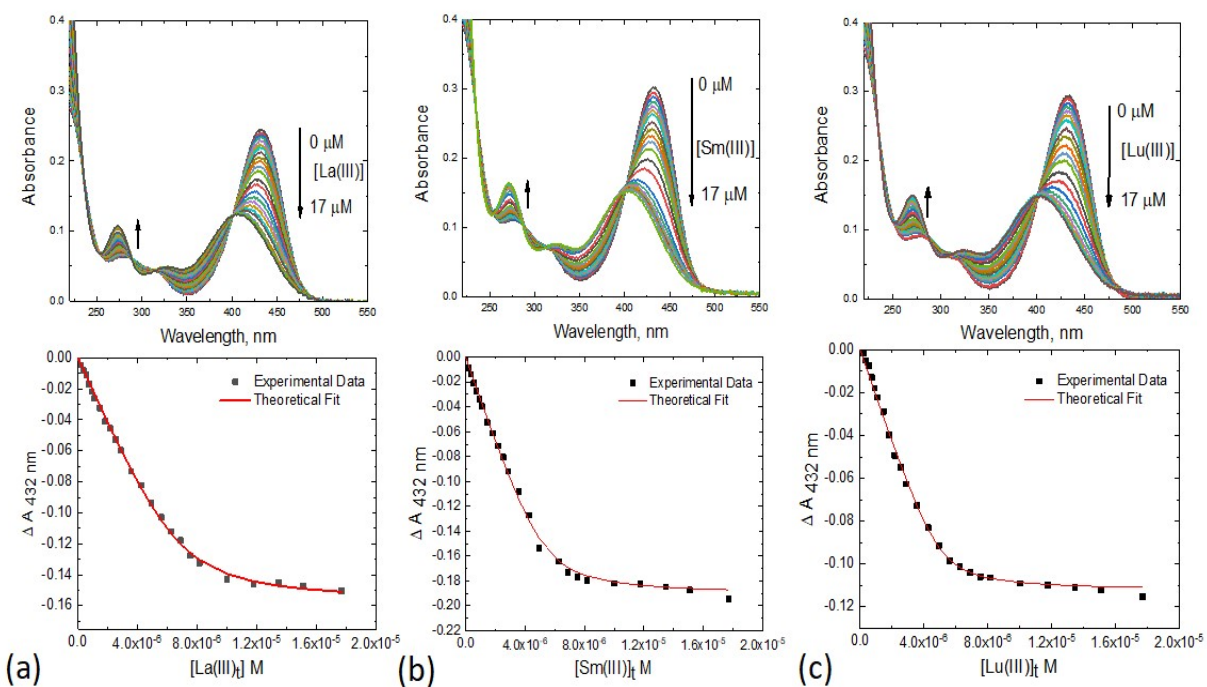 0.4
0.3
0.2
0.1
0.0
Absorbance
0 μM
[La(III)]
17 μM
250 300 350 400 450 500 550
Wavelength, nm
0.4
0.3
0.2
0.1
0.0
Absorbance
0 μM
[Sm(III)]
17 μM
250 300 350 400 450 500 550
Wavelength, nm
0.4
0.3
0.2
0.1
0.0
Absorbance
0 μM
[Lu(III)]
17 μM
250 300 350 400 450 500 550
Wavelength, nm
0.00
-0.02
-0.04
-0.06
-0.08
-0.10
-0.12
-0.14
-0.16
Δ A 432 nm
Experimental Data
Theoretical Fit
0.0 4.0x10-6 8.0x10-6 1.2x10-5 1.6x10-5 2.0x10-5
[La(III)t] M
(a)
0.00
-0.02
-0.04
-0.06
-0.08
-0.10
-0.12
-0.14
-0.16
-0.18
-0.20
-0.22
Δ A 432 nm
Experimental Data
Theoretical Fit
4.0x10-6 8.0x10-6 1.2x10-5 1.6x10-5 2.0x10-5
[Sm(III)]t M
(b)
0.00
-0.02
-0.04
-0.06
-0.08
-0.10
-0.12
Δ A 432 nm
Experimental Data
Theoretical Fit
0.0 4.0x10-6 8.0x10-6 1.2x10-5 1.6x10-5 2.0x10-5
[Lu(III)]t M
(c)